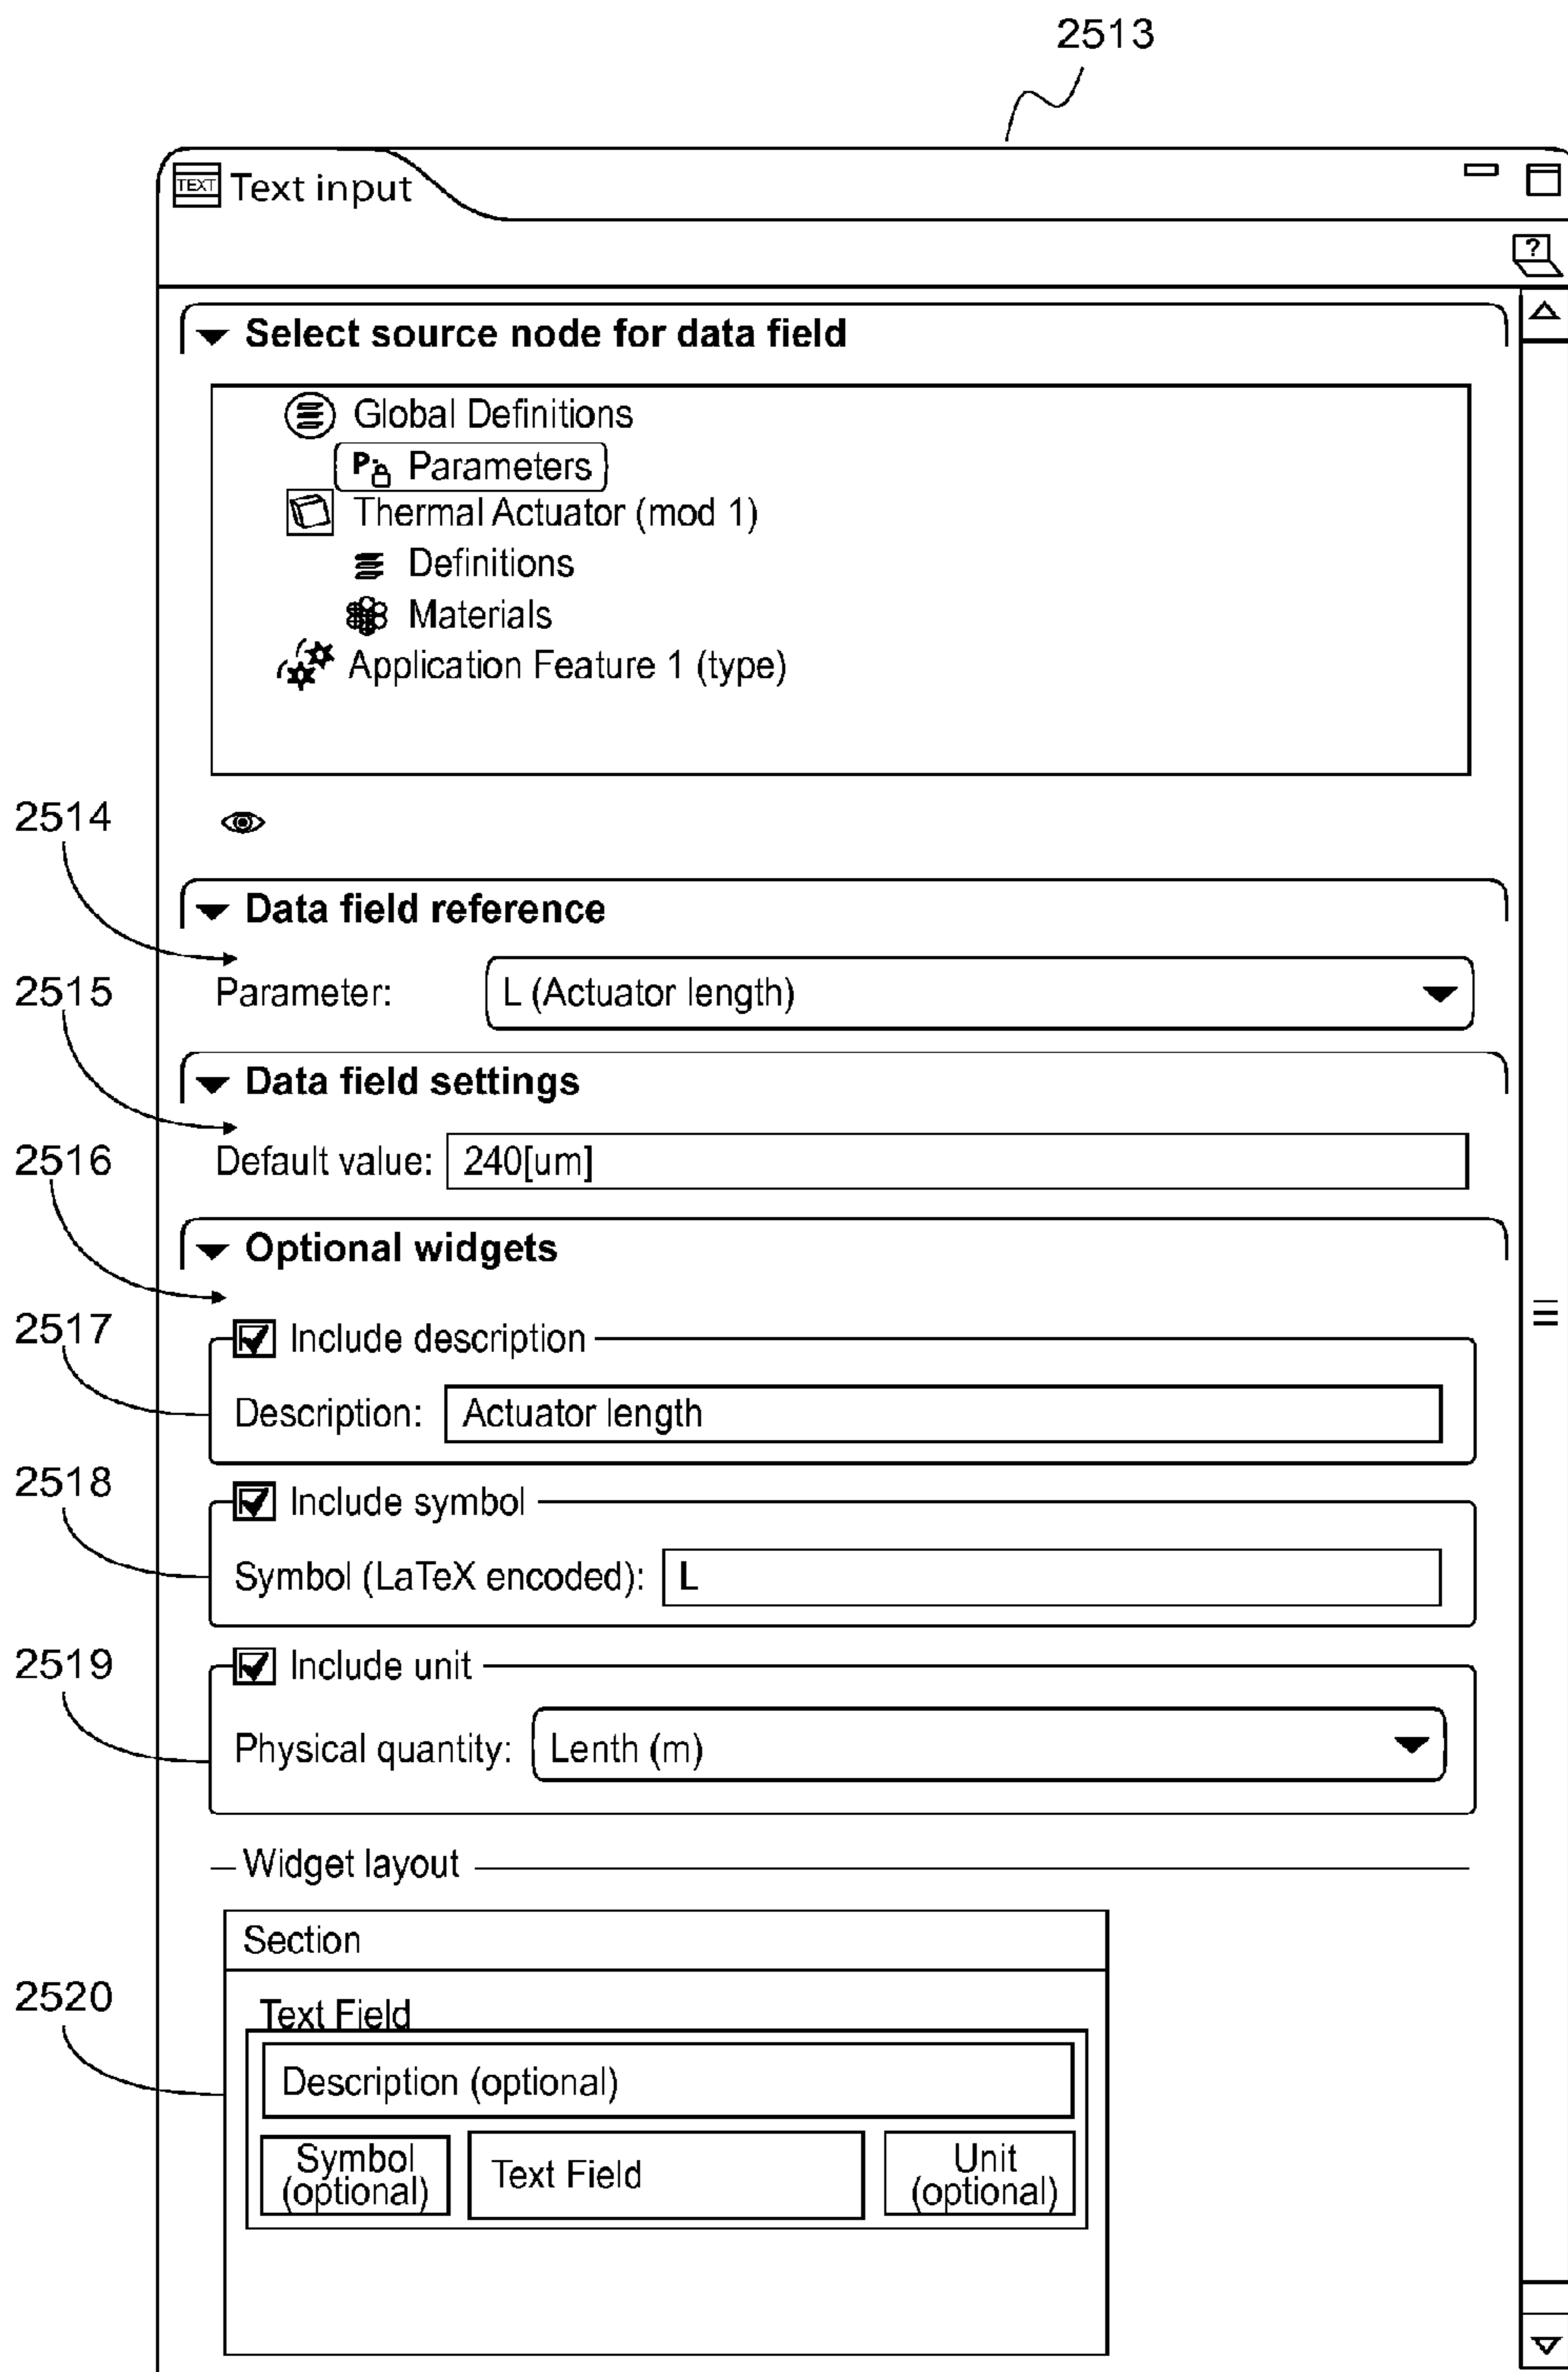 2513
TEXT Text input
?
Select source node for data field
Global Definitions
Pi Parameters
Thermal Actuator (mod 1)
Definitions
Materials
Application Feature 1 (type)
2514
Data field reference
Parameter: L (Actuator length)
2515
Data field settings
Default value: 240[um]
2516
Optional widgets
2517
Include description
Description: Actuator length
2518
Include symbol
Symbol (LaTeX encoded): L
2519
Include unit
Physical quantity: Lenth (m)
Widget layout
Section
2520
Text Field
Description (optional)
Symbol (optional) Text Field Unit (optional)